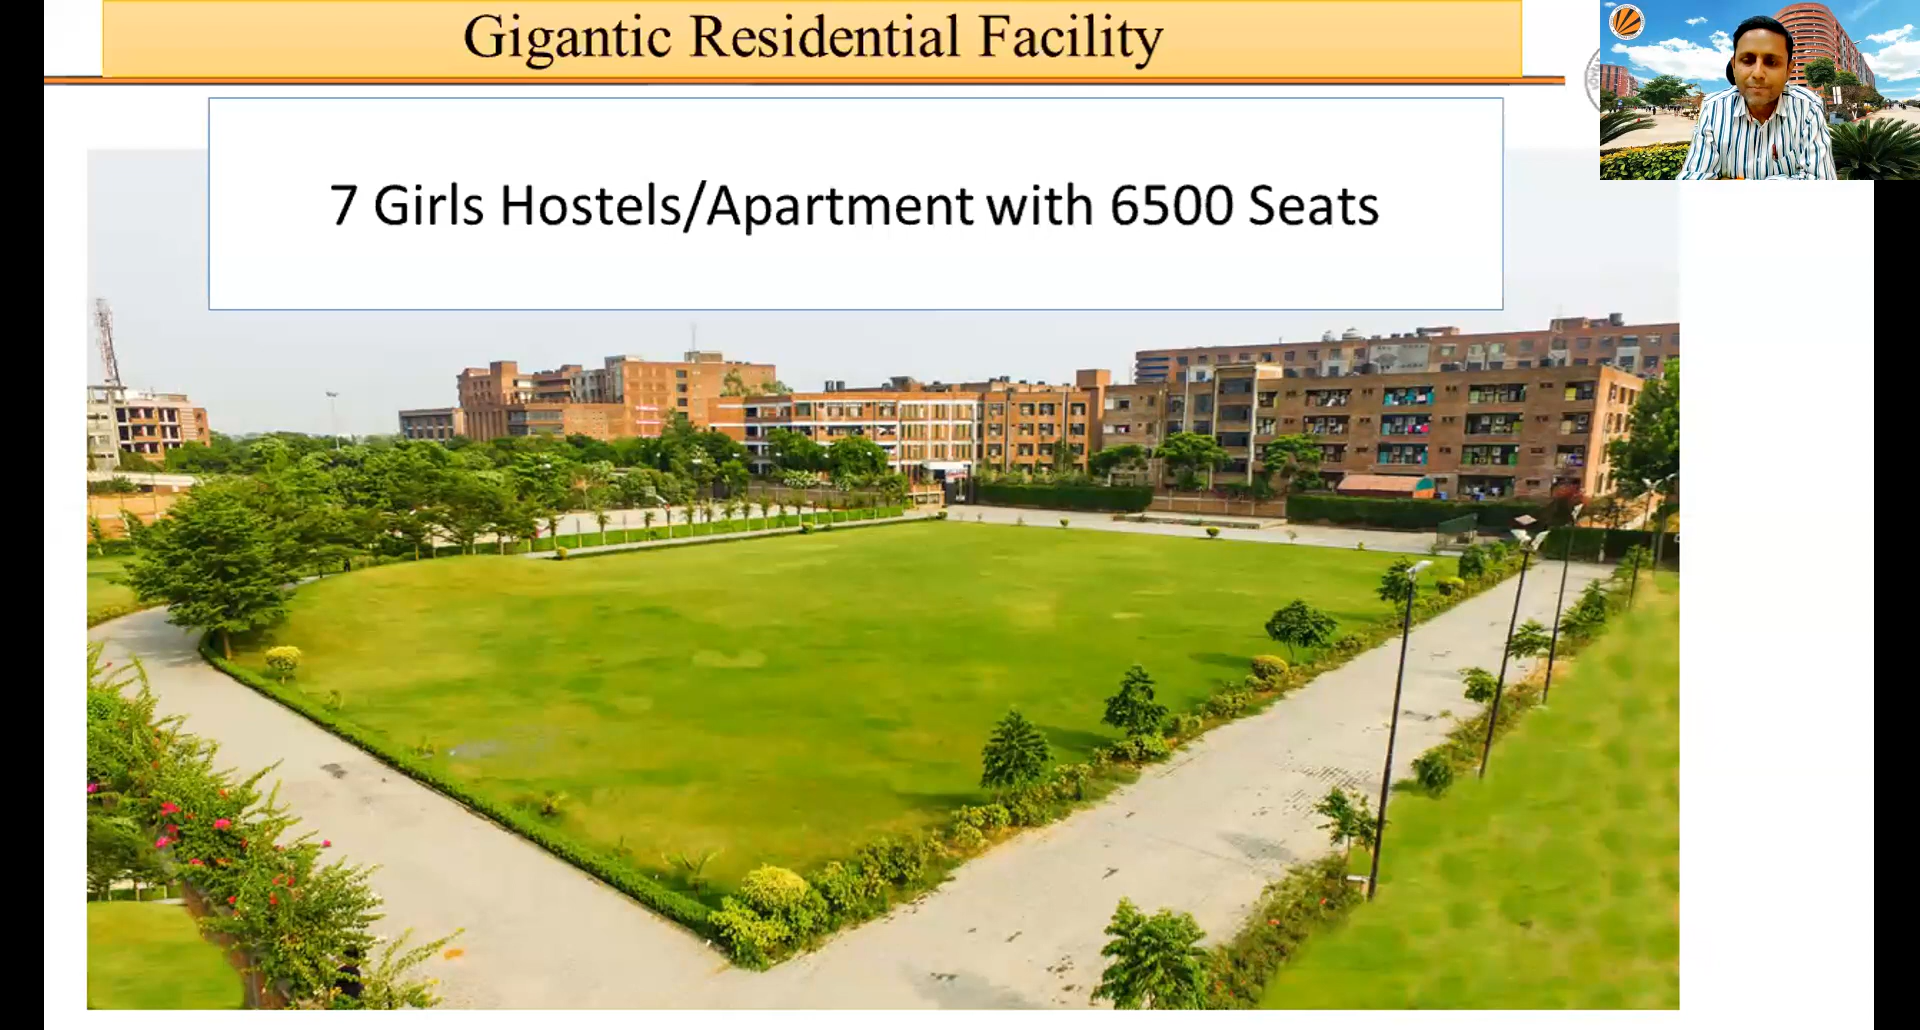 Gigantic Residential Facility
7 Girls Hostels/Apartment with 6500 Seats